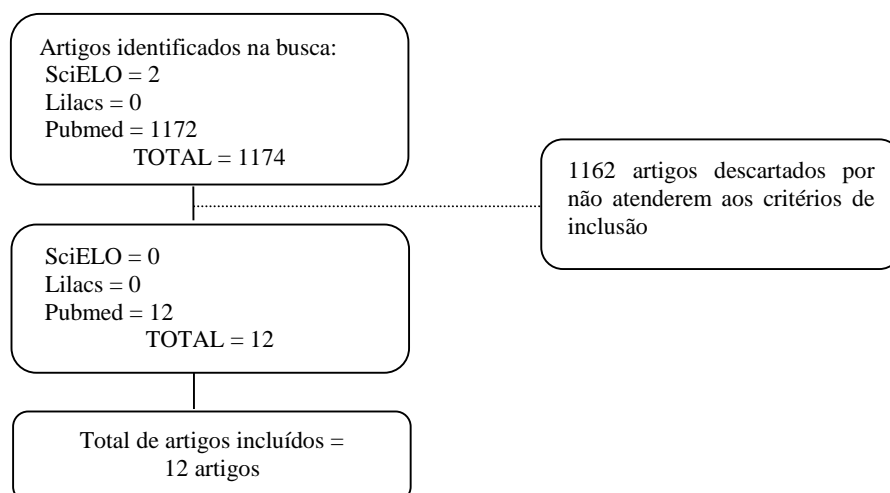 Artigos identificados na busca:
SciELO = 2
Lilacs = 0
Pubmed = 1172
TOTAL = 1174
1162 artigos descartados por
não atenderem aos critérios de
inclusão
SciELO = 0
Lilacs = 0
Pubmed = 12
TOTAL = 12
Total de artigos incluídos =
12 artigos